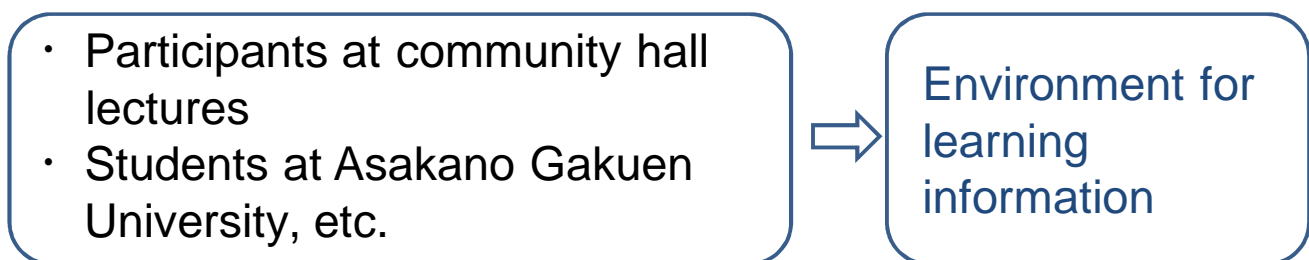 ・ Participants at community hall
lectures
・ Students at Asakano Gakuen
University, etc.
Environment for
learning
information